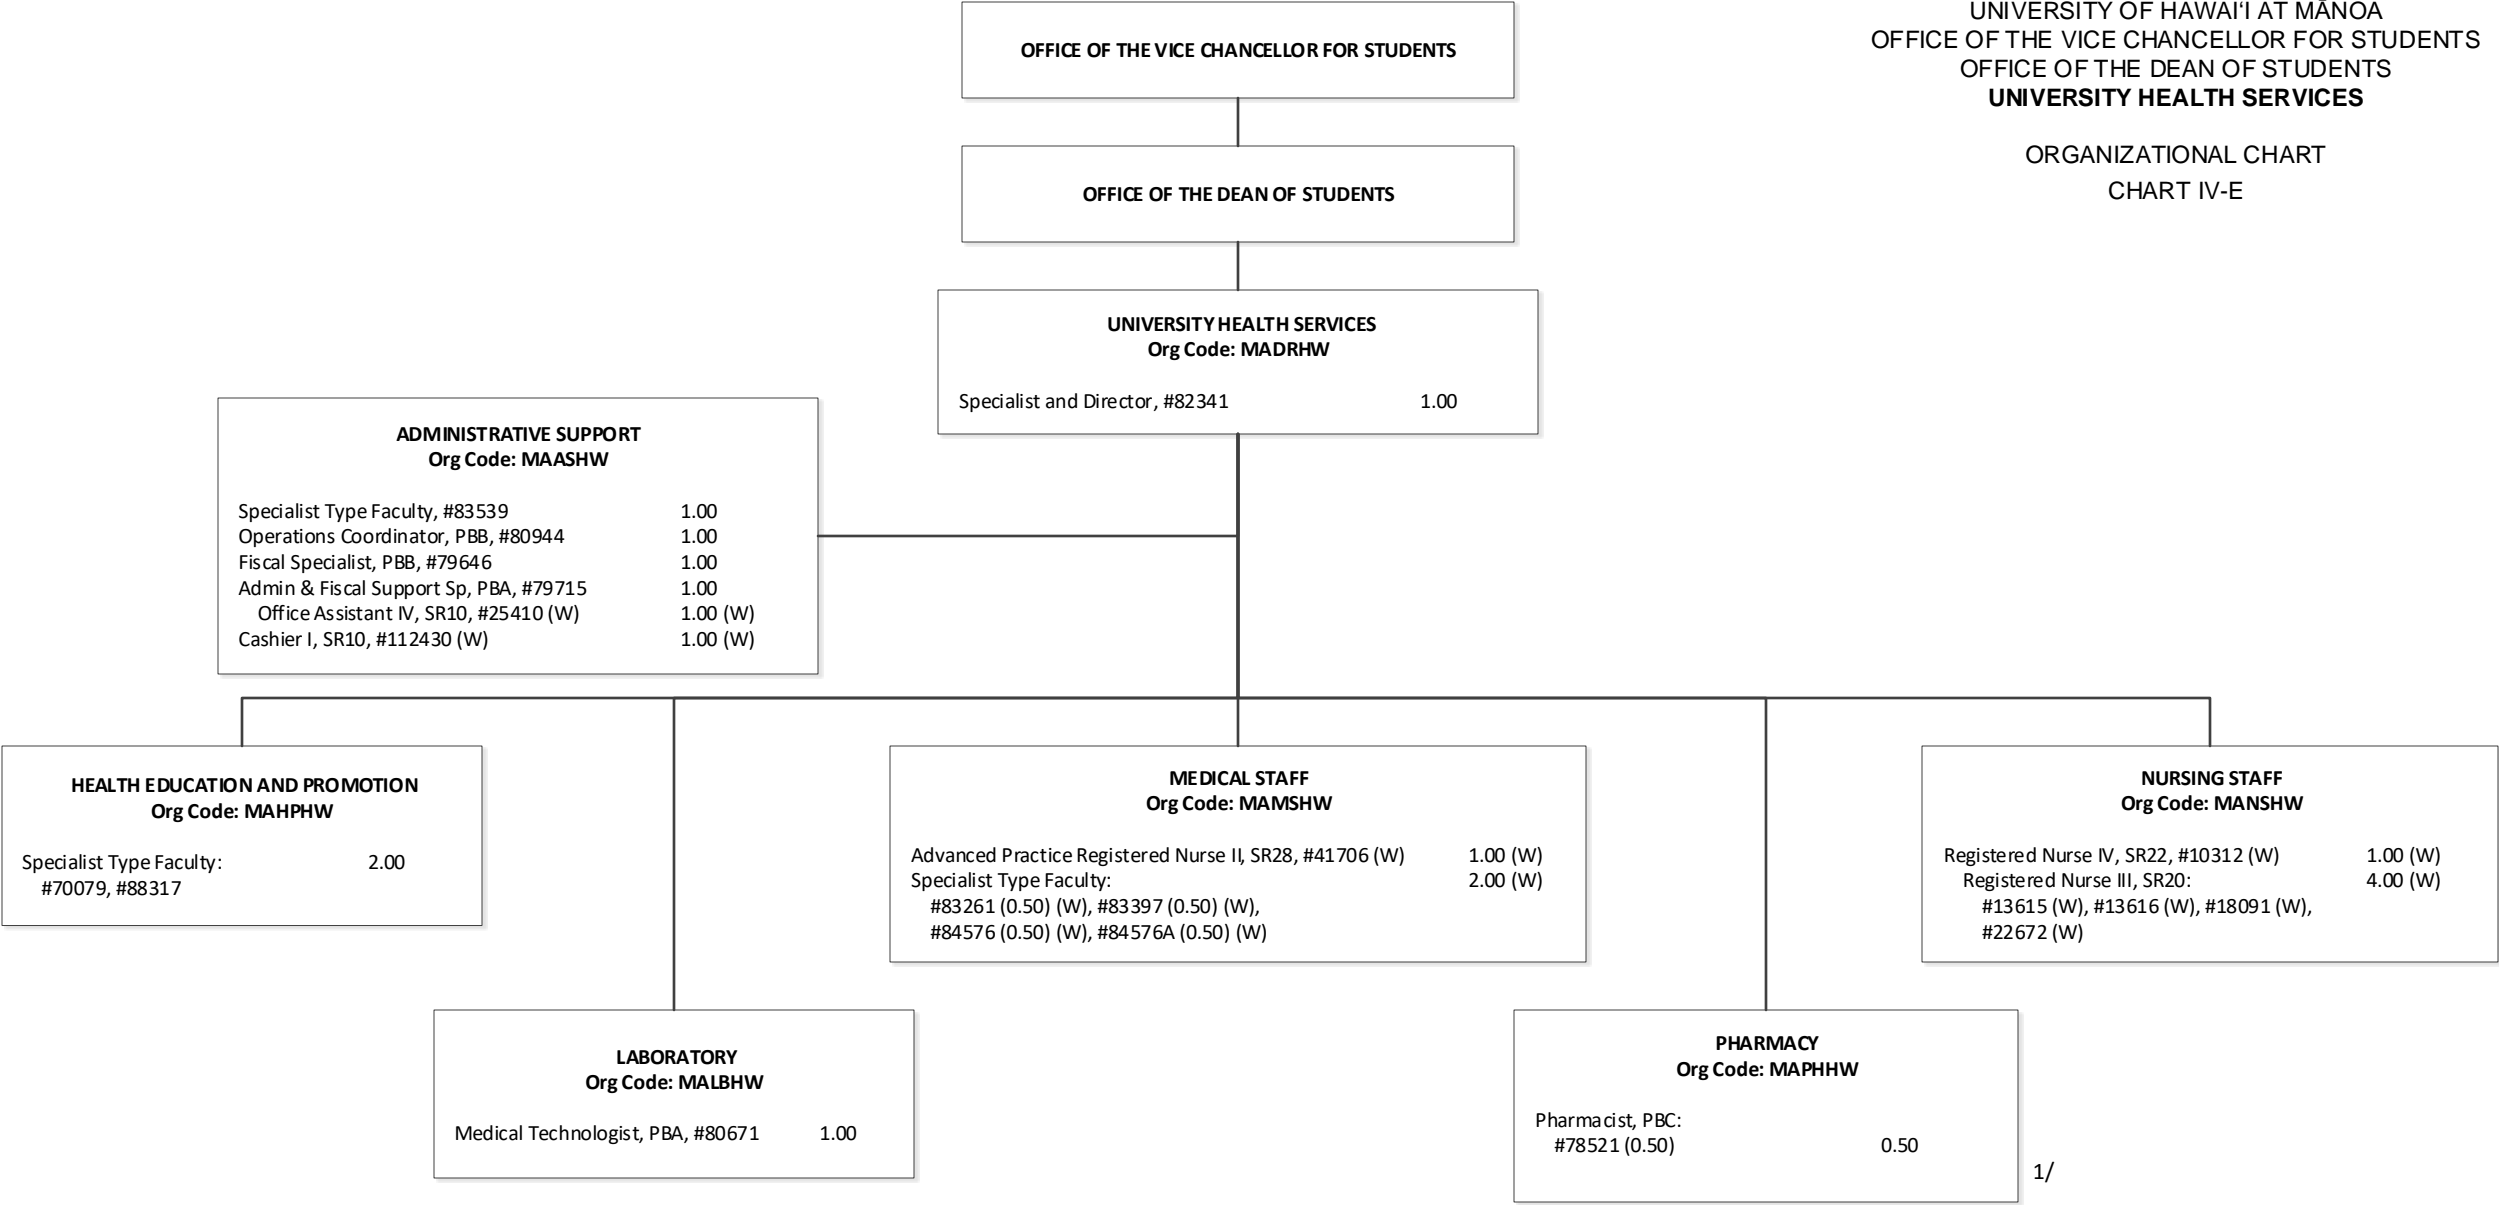 UNIVERSITY OF HAWAIʻI AT MĀNOA
OFFICE OF THE VICE CHANCELLOR FOR STUDENTS
OFFICE OF THE DEAN OF STUDENTS
UNIVERSITY HEALTH SERVICES
ORGANIZATIONAL CHART
CHART IV-E
OFFICE OF THE VICE CHANCELLOR FOR STUDENTS
OFFICE OF THE DEAN OF STUDENTS
UNIVERSITY HEALTH SERVICES
Org Code: MADRHW
Specialist and Director, #82341 1.00
ADMINISTRATIVE SUPPORT
Org Code: MAASHW
Specialist Type Faculty, #83539 1.00
Operations Coordinator, PBB, #80944 1.00
Fiscal Specialist, PBB, #79646 1.00
Admin & Fiscal Support Sp, PBA, #79715 1.00
Office Assistant IV, SR10, #25410 (W) 1.00 (W)
Cashier I, SR10, #112430 (W) 1.00 (W)
HEALTH EDUCATION AND PROMOTION
Org Code: MAHPHW
Specialist Type Faculty: 2.00
#70079, #88317
MEDICAL STAFF
Org Code: MAMSHW
Advanced Practice Registered Nurse II, SR28, #41706 (W) 1.00 (W)
Specialist Type Faculty: 2.00 (W)
#83261 (0.50) (W), #83397 (0.50) (W),
#84576 (0.50) (W), #84576A (0.50) (W)
NURSING STAFF
Org Code: MANSHW
Registered Nurse IV, SR22, #10312 (W) 1.00 (W)
Registered Nurse III, SR20: 4.00 (W)
#13615 (W), #13616 (W), #18091 (W),
#22672 (W)
LABORATORY
Org Code: MALBHW
Medical Technologist, PBA, #80671 1.00
PHARMACY
Org Code: MAPHHW
Pharmacist, PBC:
#78521 (0.50) 0.50
1/